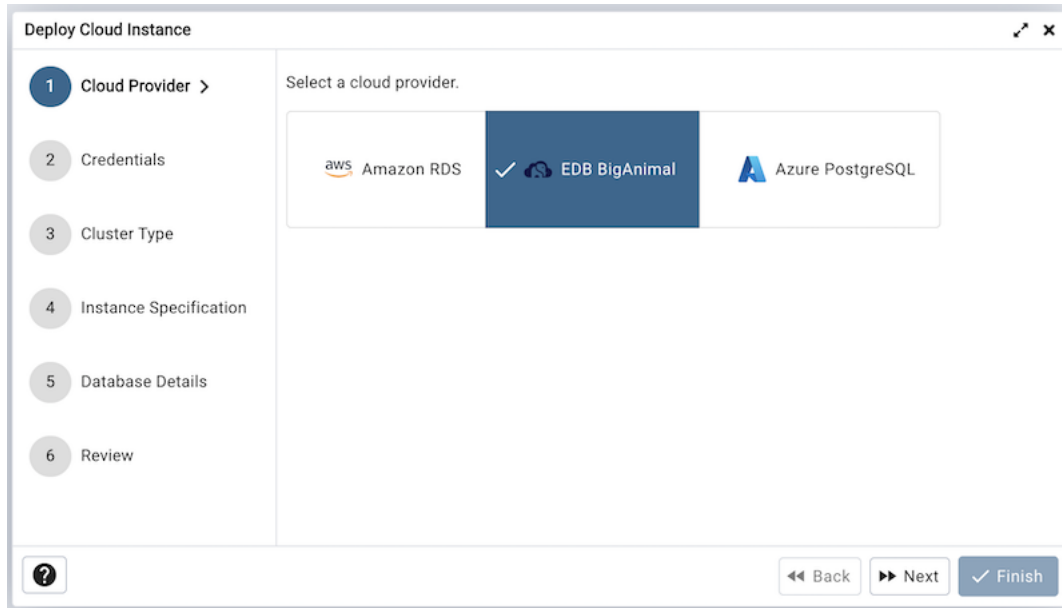 Deploy Cloud Instance
1 Cloud Provider
2 Credentials
3 Cluster Type
4 Instance Specification
5 Database Details
6 Review
Select a cloud provider.
aws Amazon RDS EDB BigAnimal Azure PostgreSQL
? Back Next Finish